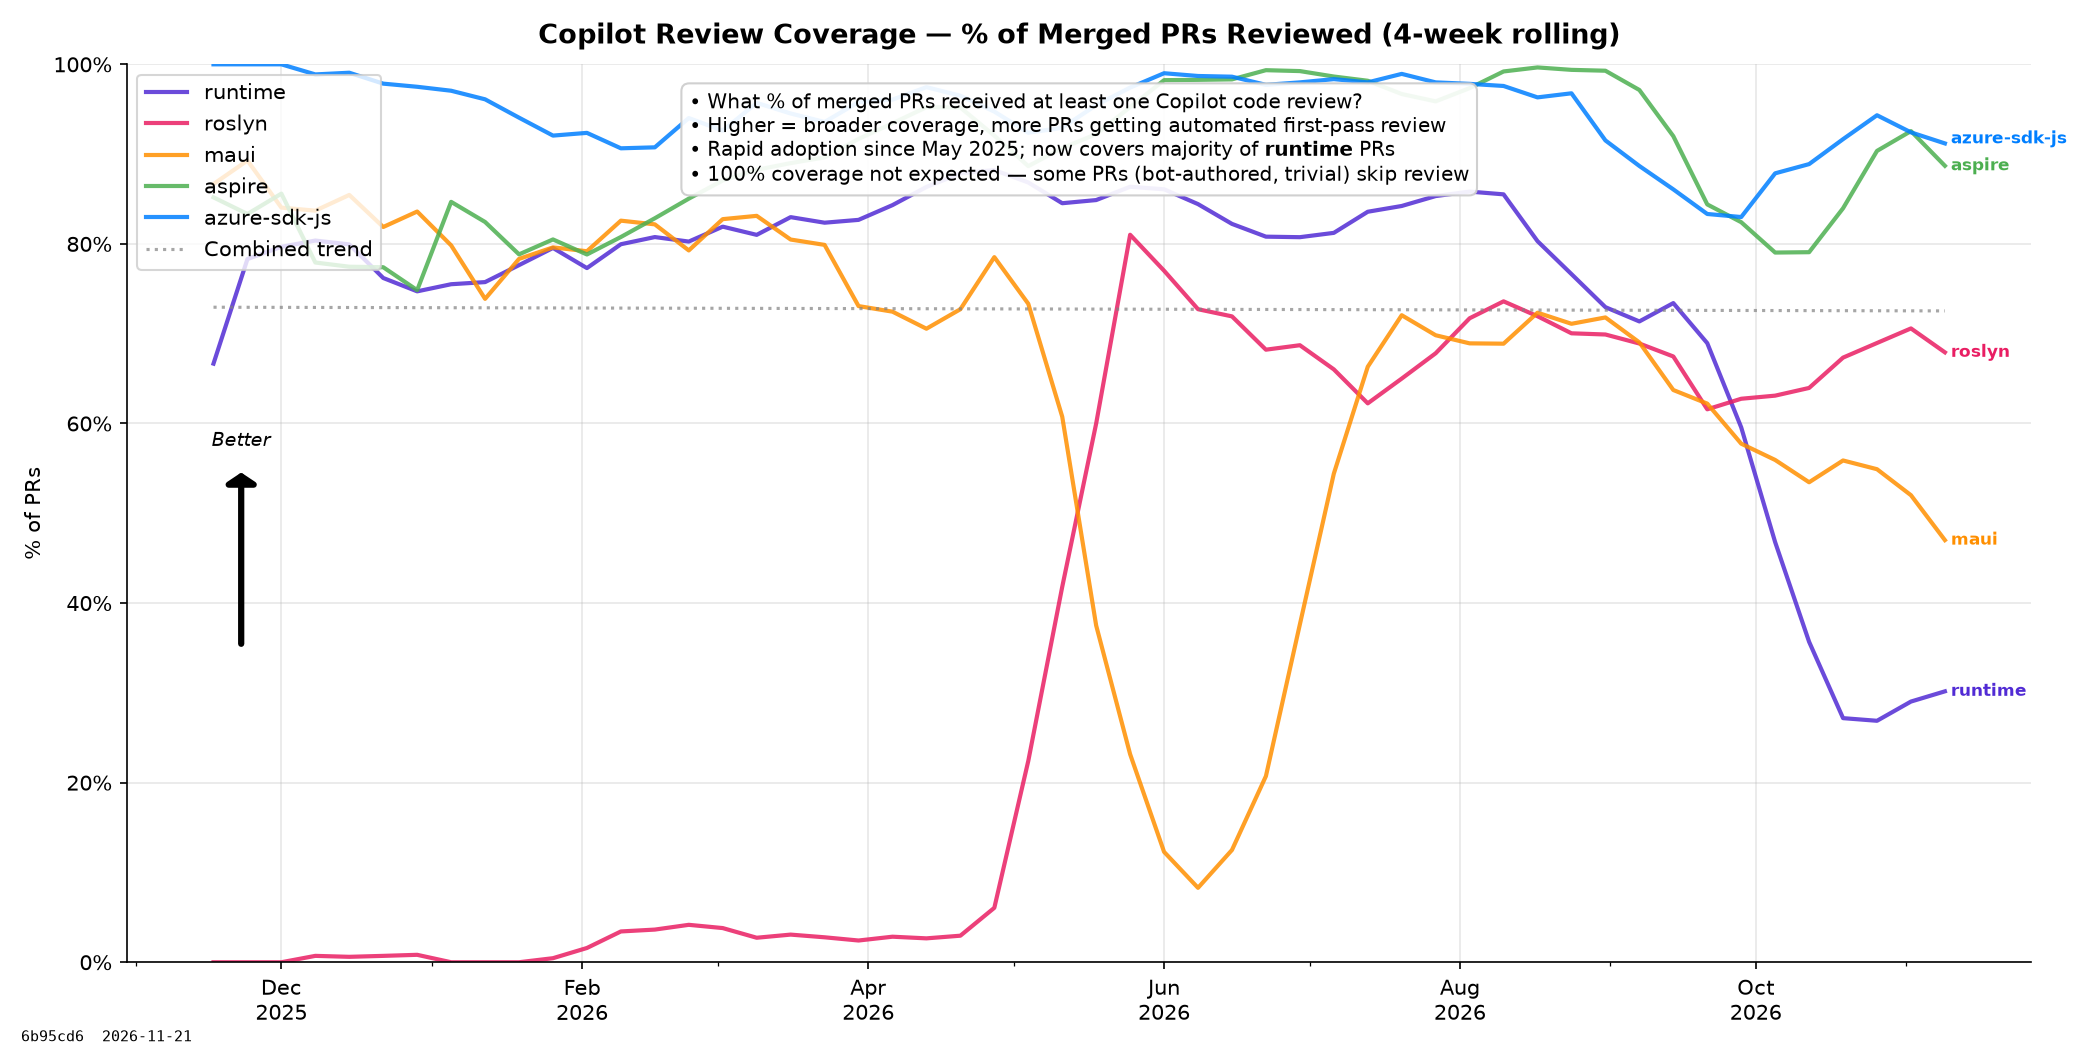 Copilot Review Coverage — % of Merged PRs Reviewed (4-week rolling)
100%
80%
60%
40%
20%
0%
% of PRs
runtime
roslyn
maui
aspire
azure-sdk-js
Combined trend
• What % of merged PRs received at least one Copilot code review?
• Higher = broader coverage, more PRs getting automated first-pass review
• Rapid adoption since May 2025; now covers majority of runtime PRs
• 100% coverage not expected — some PRs (bot-authored, trivial) skip review
Better
azure-sdk-js
aspire
roslyn
maui
runtime
Dec
2025
Feb
2026
Apr
2026
Jun
2026
Aug
2026
Oct
2026
6b95cd6  2026-11-21